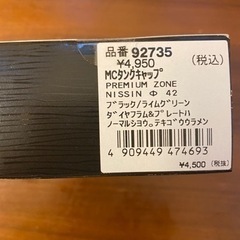 品番 92735
¥4,950 (税込)
MCタンクキャップ
PREMIUM ZONE
NISSIN Φ 42
ブラック/ライムグリーン
ダイヤフラム&プレートハ
ノーマルショウ。テキゴウウラメン
4 909449 474693
¥4,500 (税抜)